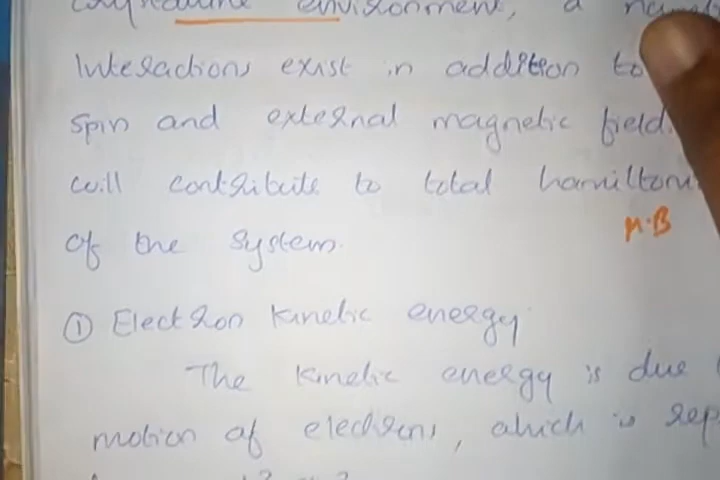 environment, a
Interactions exist in addition to
spin and external magnetic field.
will contribute to total
M.B
of the system.
① Electron Kinetic energy
The Kinetic energy is due
motion of electrons, which is